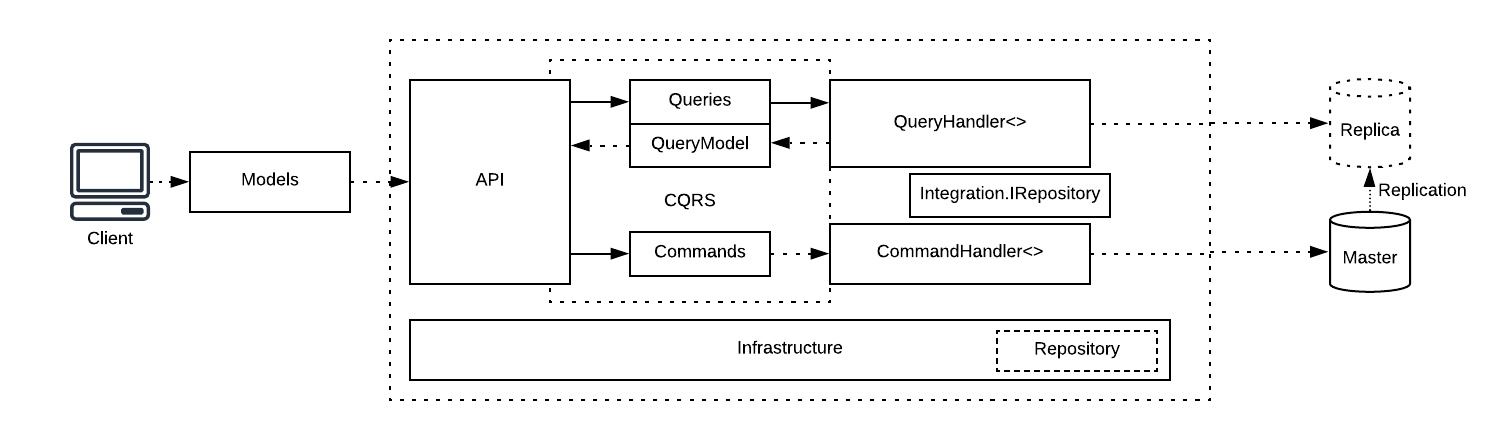 Client
Models
API
Queries
QueryModel
CQRS
Commands
QueryHandler<>
Integration.IRepository
CommandHandler<>
Infrastructure
Repository
Replica
Replication
Master